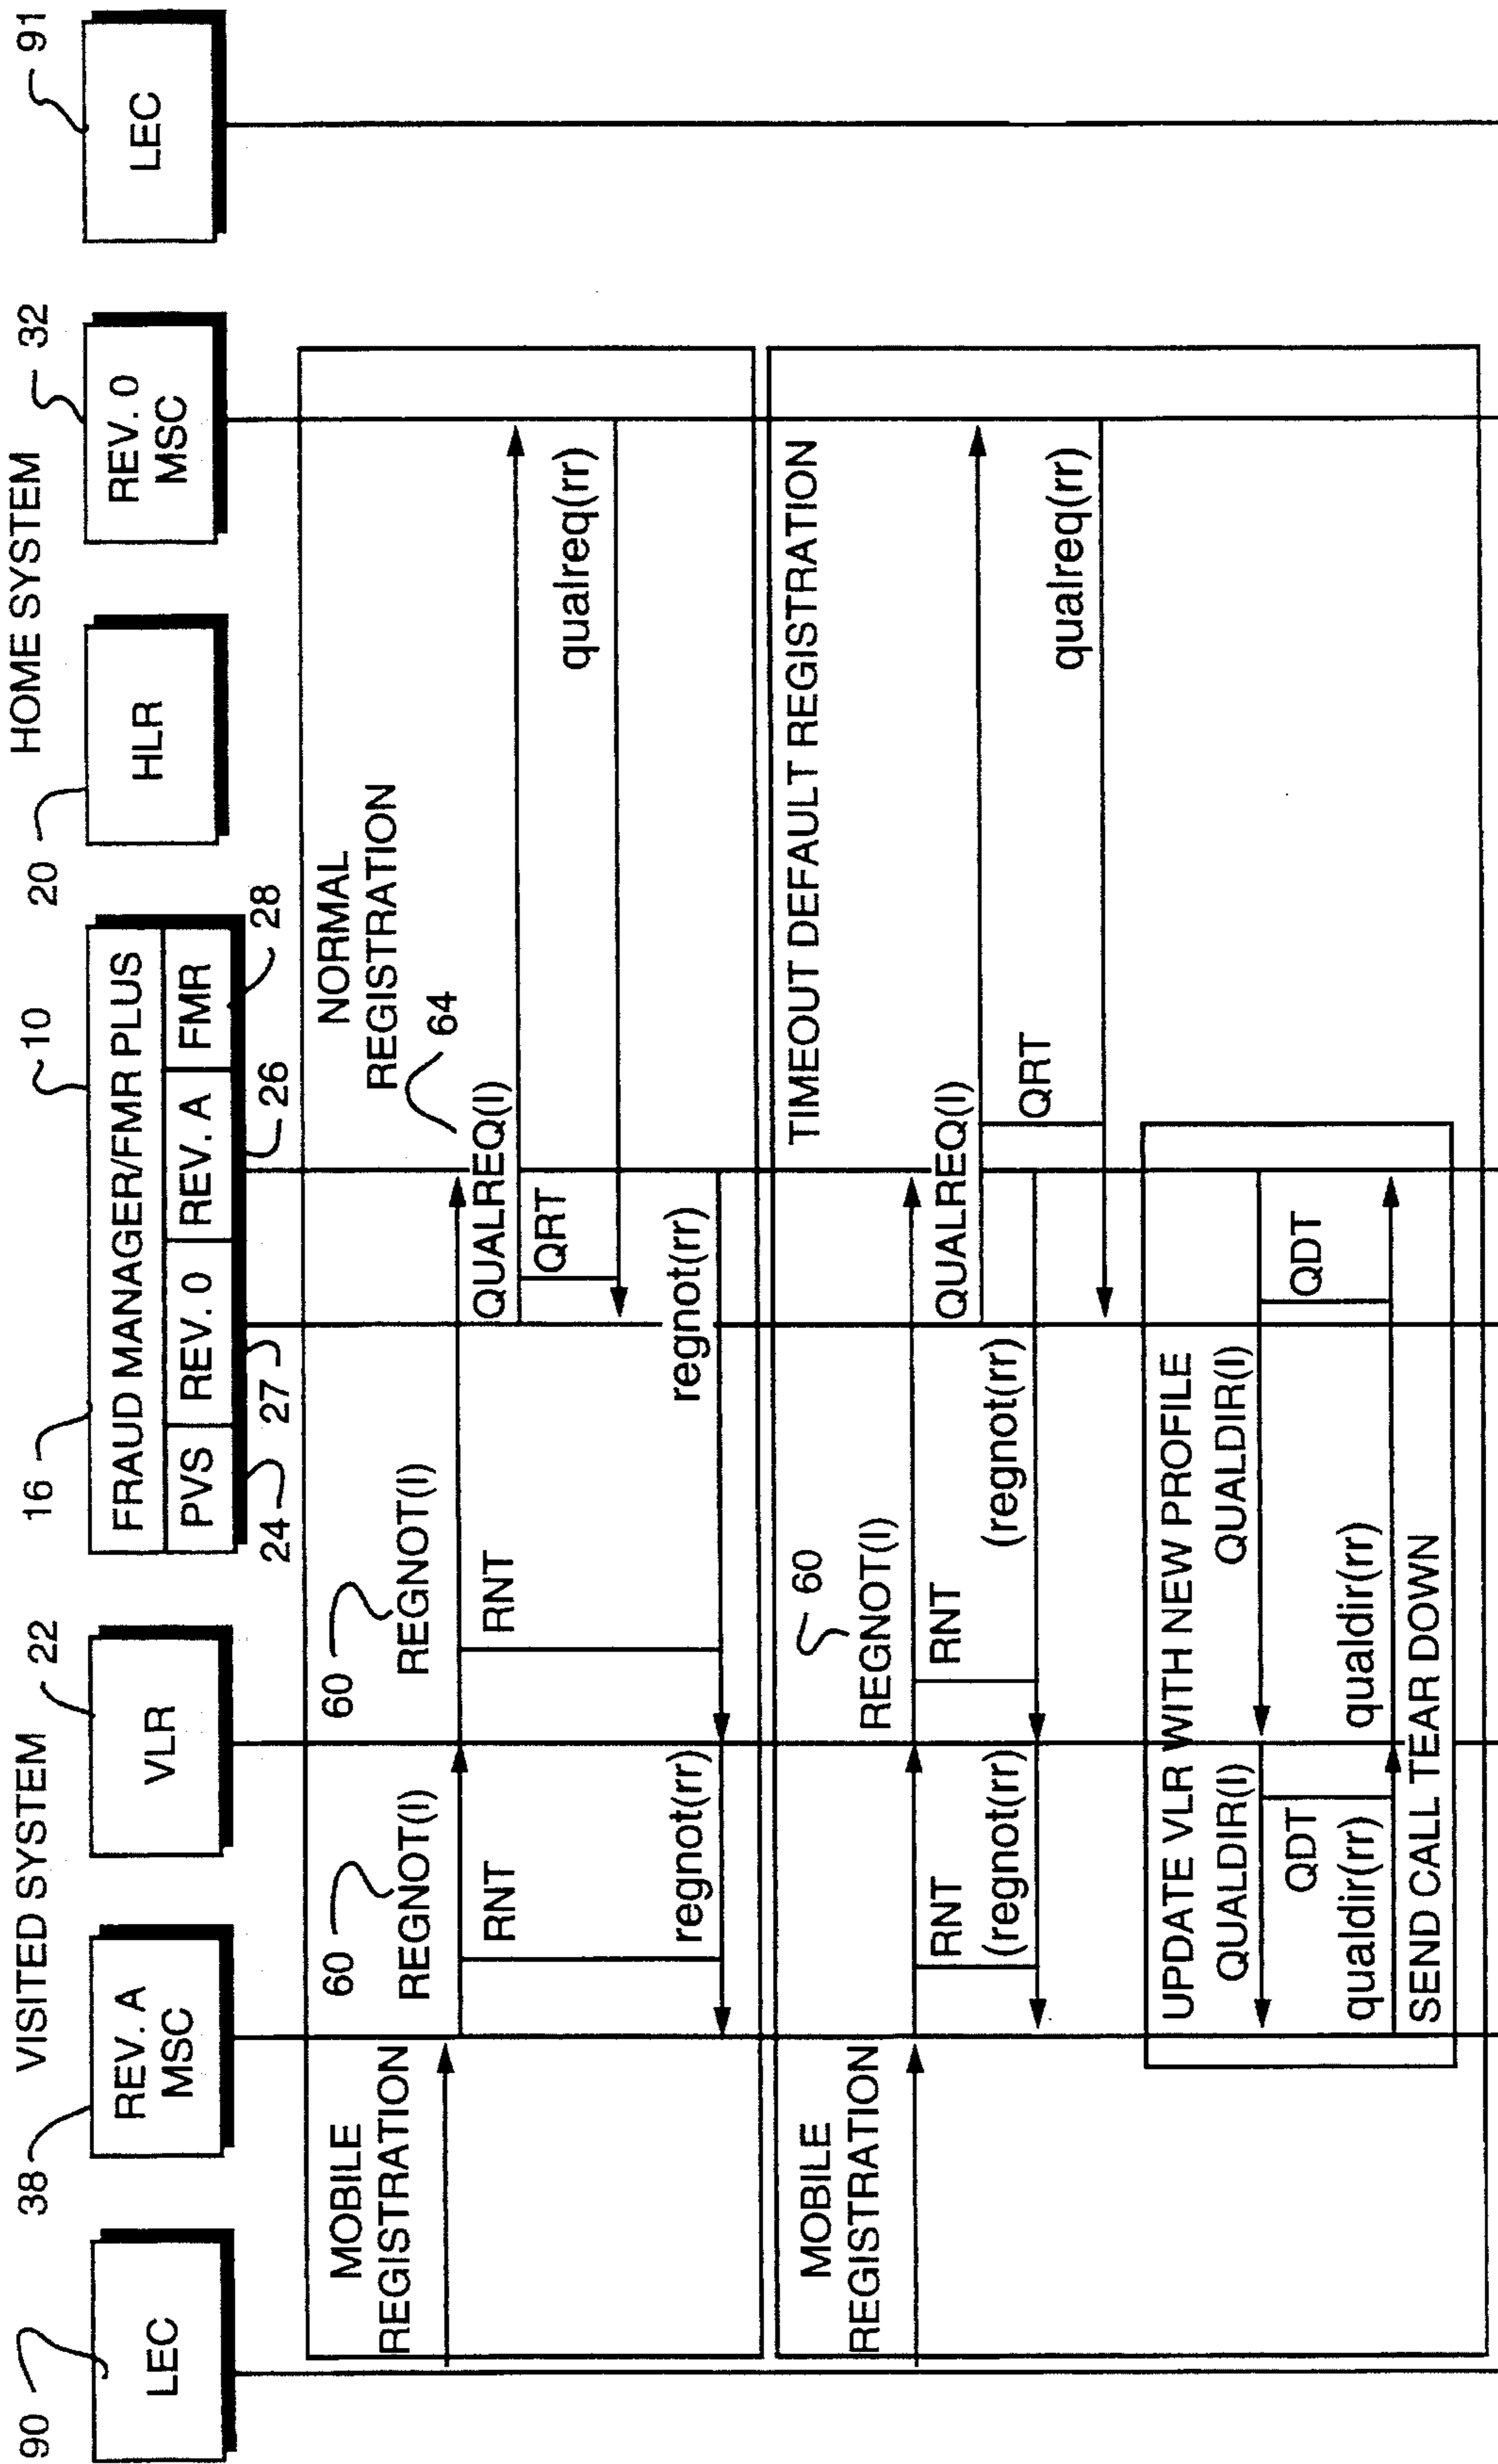 VISITED SYSTEM
HOME SYSTEM
90
LEC
38
REV. A
MSC
22
VLR
16
10
FRAUD MANAGER/FMR PLUS
PVS
REV. 0
REV. A
FMR
24
27
26
28
20
HLR
32
REV. 0
MSC
91
LEC
NORMAL
REGISTRATION
MOBILE
REGISTRATION
60
REGNOT(I)
RNT
regnot(rr)
60
REGNOT(I)
RNT
regnot(rr)
64
QUALREQ(I)
QRT
qualreq(rr)
TIMEOUT DEFAULT REGISTRATION
MOBILE
REGISTRATION
RNT
(regnot(rr)
60
REGNOT(I)
RNT
(regnot(rr)
QUALREQ(I)
QRT
qualreq(rr)
UPDATE VLR WITH NEW PROFILE
QUALDIR(I)
QDT
qualdir(rr)
QUALDIR(I)
QDT
qualdir(rr)
SEND CALL TEAR DOWN